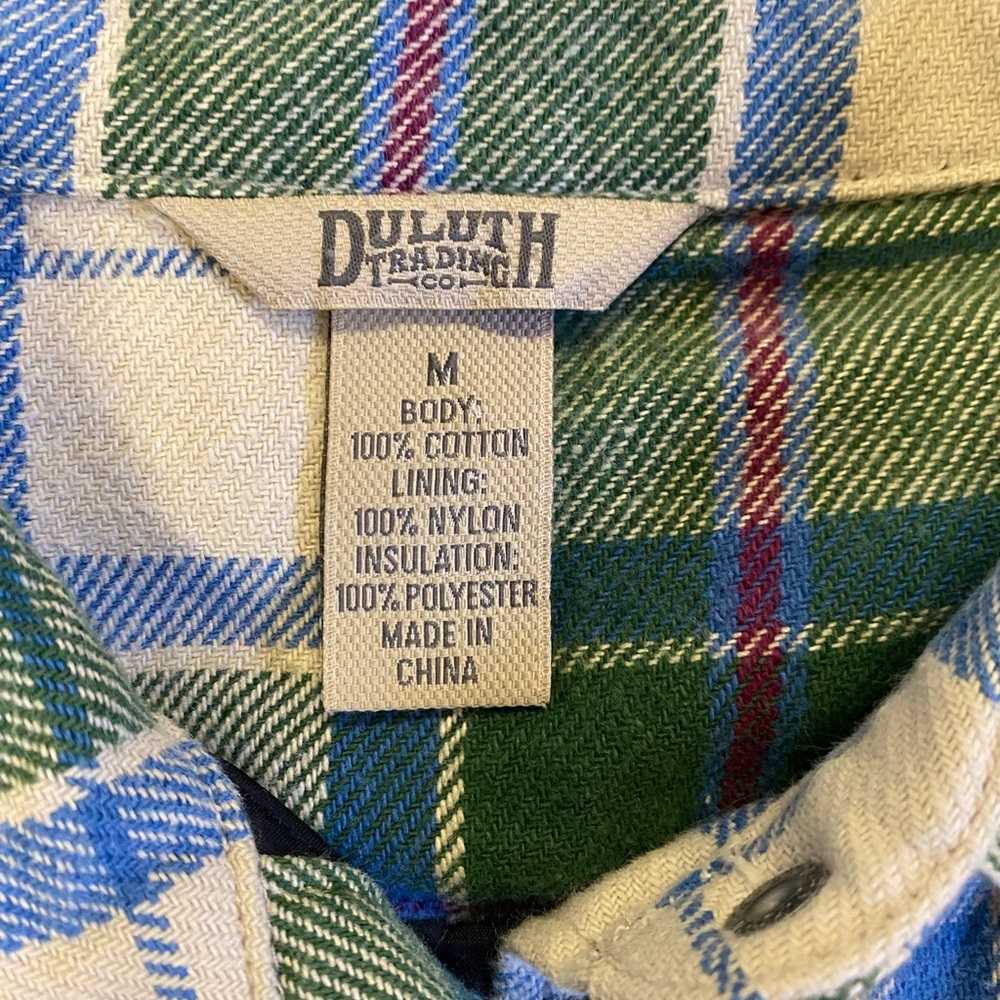 DULUTH
TRADING
CO
M
BODY:
100% COTTON
LINING:
100% NYLON
INSULATION:
100% POLYESTER
MADE IN
CHINA